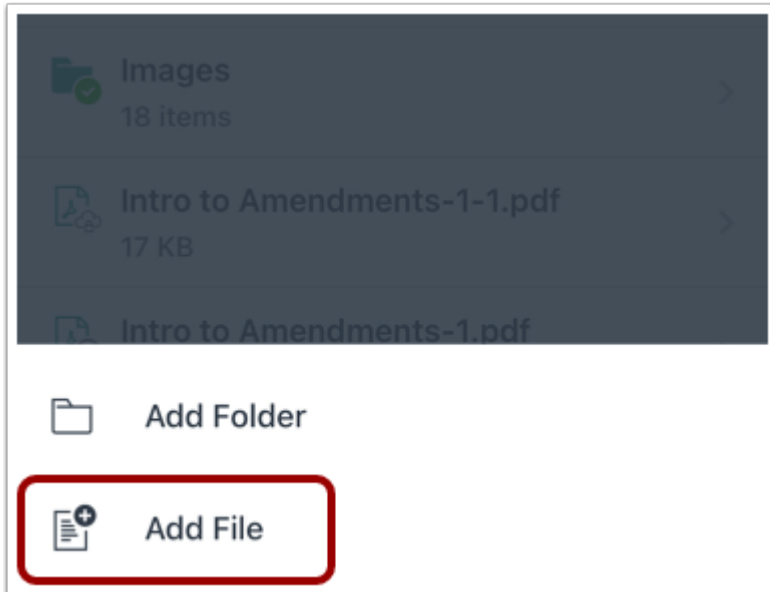 Images
18 items
Intro to Amendments-1-1.pdf
17 KB
Intro to Amendments-1.pdf
Add Folder
Add File